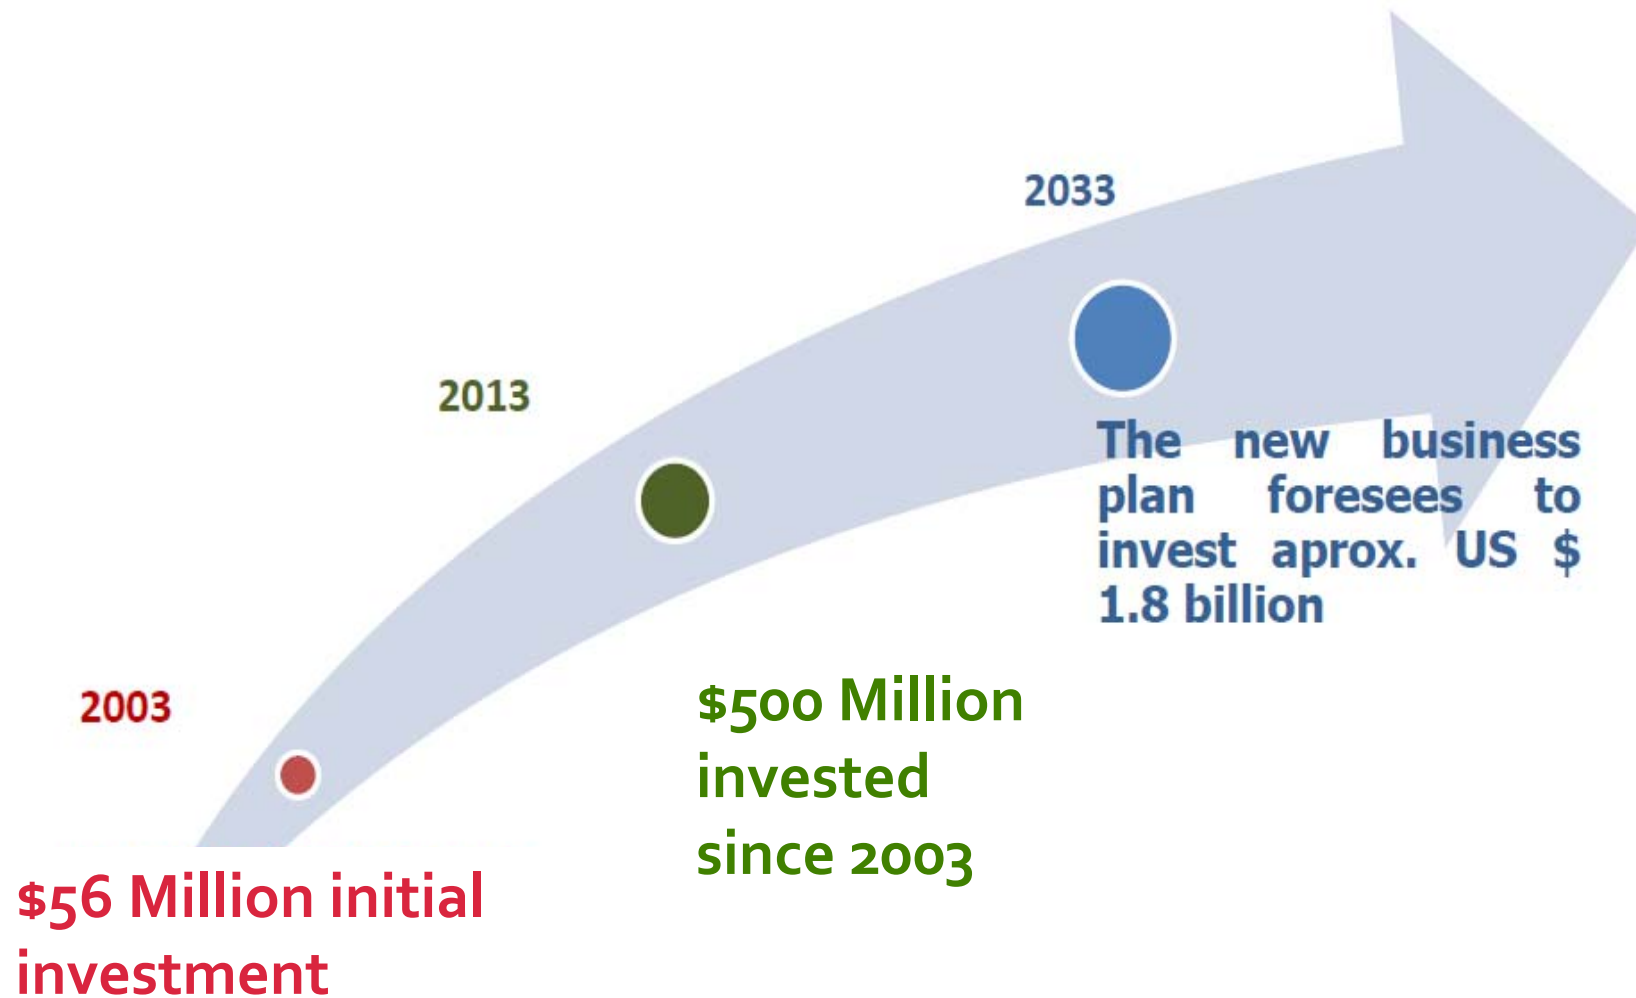 2033
2013
The new business
plan foresees to
invest aprox. US $
1.8 billion
2003
$500 Million
invested
since 2003
$56 Million initial
investment